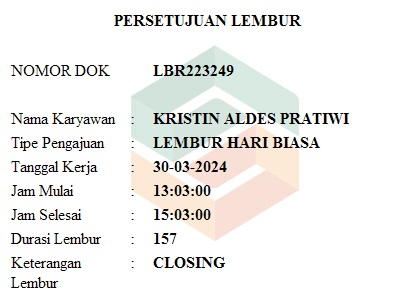 PERSETUJUAN LEMBUR
NOMOR DOK LBR223249
Nama Karyawan : KRISTIN ALDES PRATIWI
Tipe Pengajuan : LEMBUR HARI BIASA
Tanggal Kerja : 30-03-2024
Jam Mulai : 13:03:00
Jam Selesai : 15:03:00
Durasi Lembur : 157
Keterangan : CLOSING
Lembur